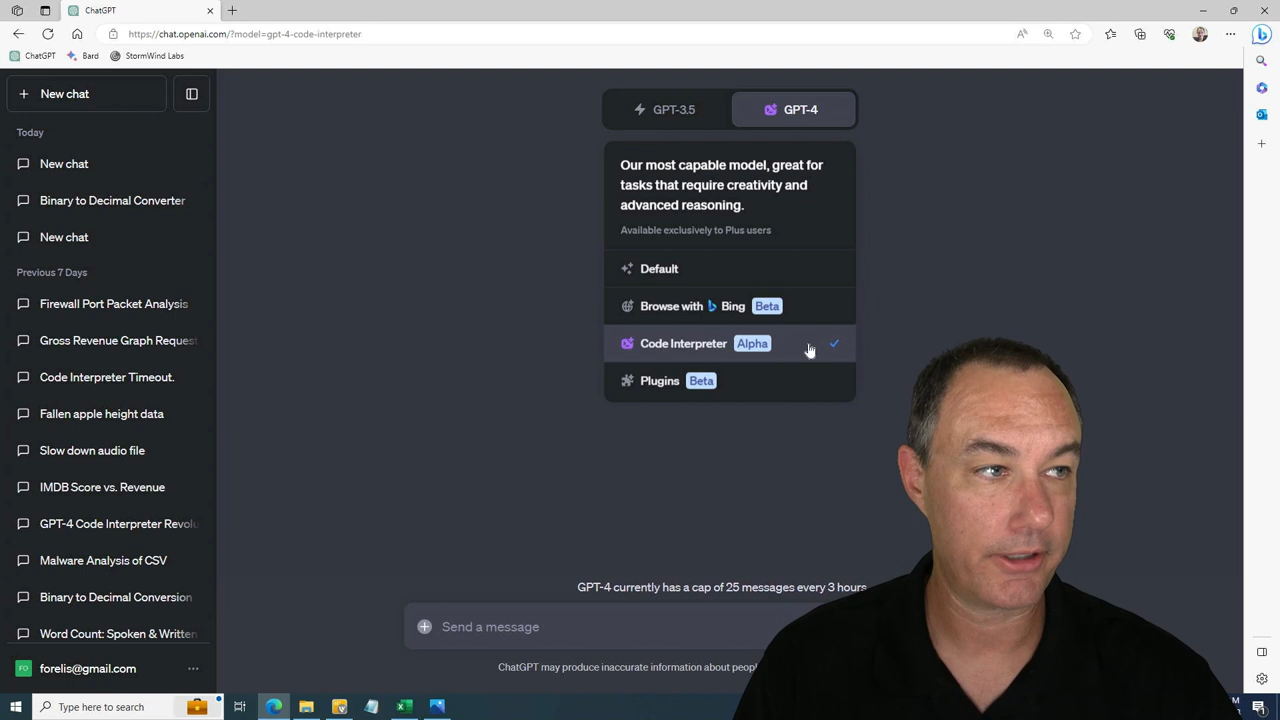 ChatGPT
https://chat.openai.com/?model=gpt-4-code-interpreter
ChatGPT
Bard
StormWind Labs
New chat
Today
New chat
Binary to Decimal Converter
New chat
Previous 7 Days
Firewall Port Packet Analysis
Gross Revenue Graph Request
Code Interpreter Timeout.
Fallen apple height data
Slow down audio file
IMDB Score vs. Revenue
GPT-4 Code Interpreter Revolu
Malware Analysis of CSV
Binary to Decimal Conversion
Word Count: Spoken & Written
forelis@gmail.com
FO
GPT-3.5
GPT-4
Our most capable model, great for
tasks that require creativity and
advanced reasoning.
Available exclusively to Plus users
Default
Browse with Bing Beta
Code Interpreter Alpha
Plugins Beta
GPT-4 currently has a cap of 25 messages every 3 hours
Send a message
ChatGPT may produce inaccurate information about
Type here to search